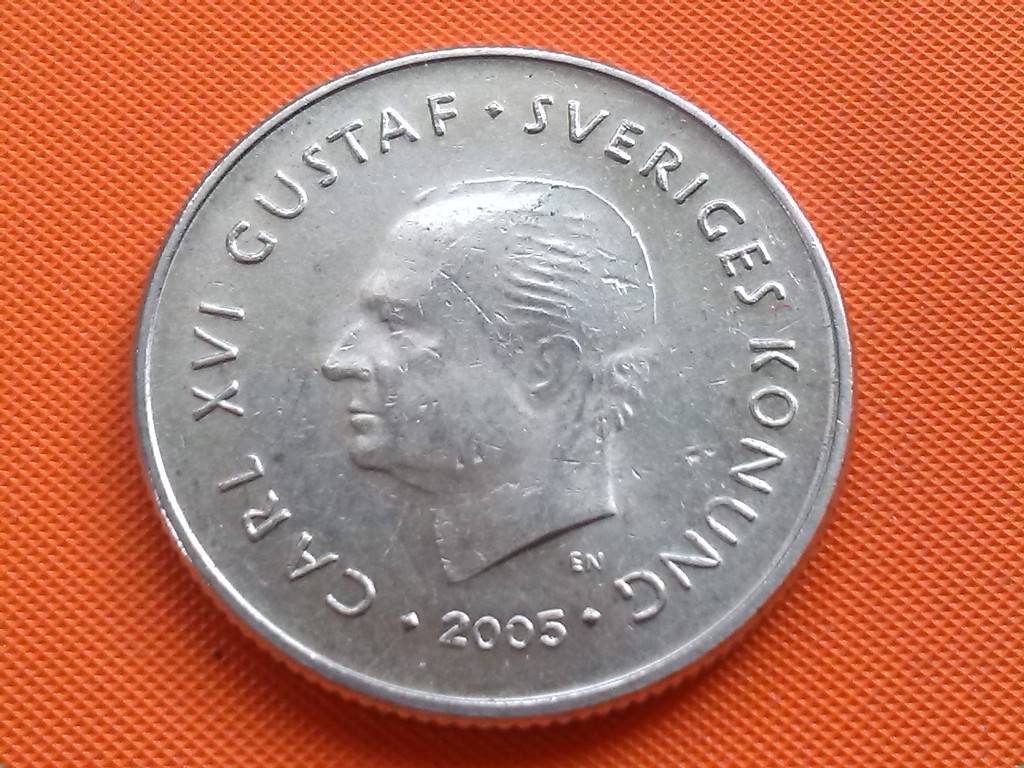 CARL XVI GUSTAF · SVERIGES KONUNG
EN
· 2005 ·